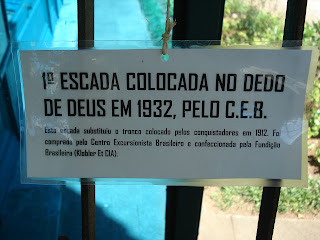 1ª ESCADA COLOCADA NO DEDO
DE DEUS EM 1932, PELO C.E.B.
Esta escada substituiu o tronco colocado pelos conquistadores em 1912. Foi
comprada pelo Centro Excursionista Brasileiro e confeccionada pela Fundição
Brasileira (Klobler Et CIA).